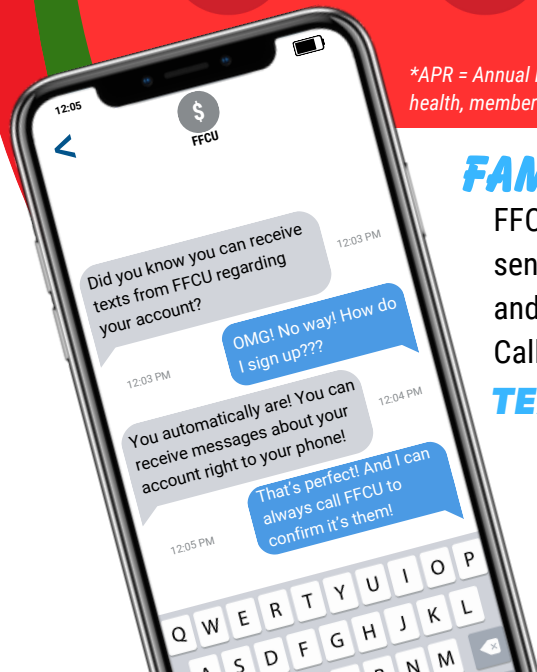 *APR = Annual
health, member
12:05
$
<
FFCU
FAM
FFC
sen
and
Call
TE
Did you know you can receive
texts from FFCU regarding
your account?
12:03 PM
OMG! No way! How do
I sign up???
12:03 PM
You automatically are! You can
receive messages about your
account right to your phone!
12:04 PM
That's perfect! And I can
always call FFCU to
confirm it's them!
12:05 PM
Q W E R T Y U I O P
A S D F G H J K L
B N M